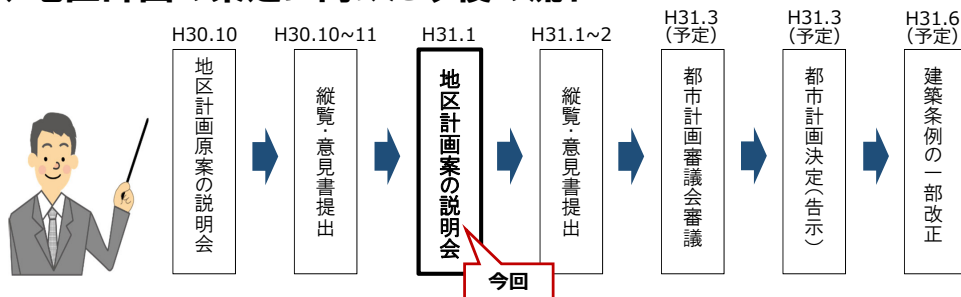 H30.10
地区計画原案の説明会
H30.10~11
縦覧・意見書提出
H31.1
地区計画案の説明会
今回
H31.1~2
縦覧・意見書提出
H31.3
(予定)
都市計画審議会審議
H31.3
(予定)
都市計画決定(告示)
H31.6
(予定)
建築条例の一部改正